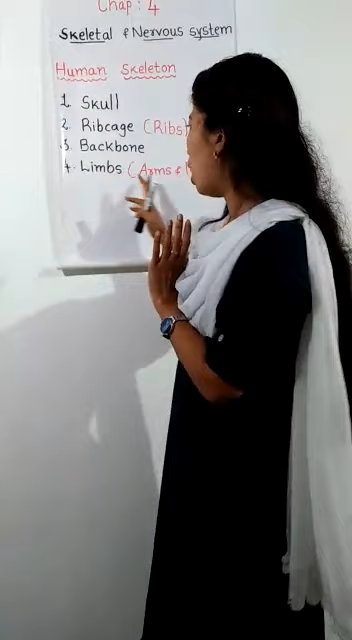 Chap: 4
Skeletal & Nervous system
Human Skeleton
1. Skull
2. Ribcage (Ribs)
3. Backbone
4. Limbs (Arms &